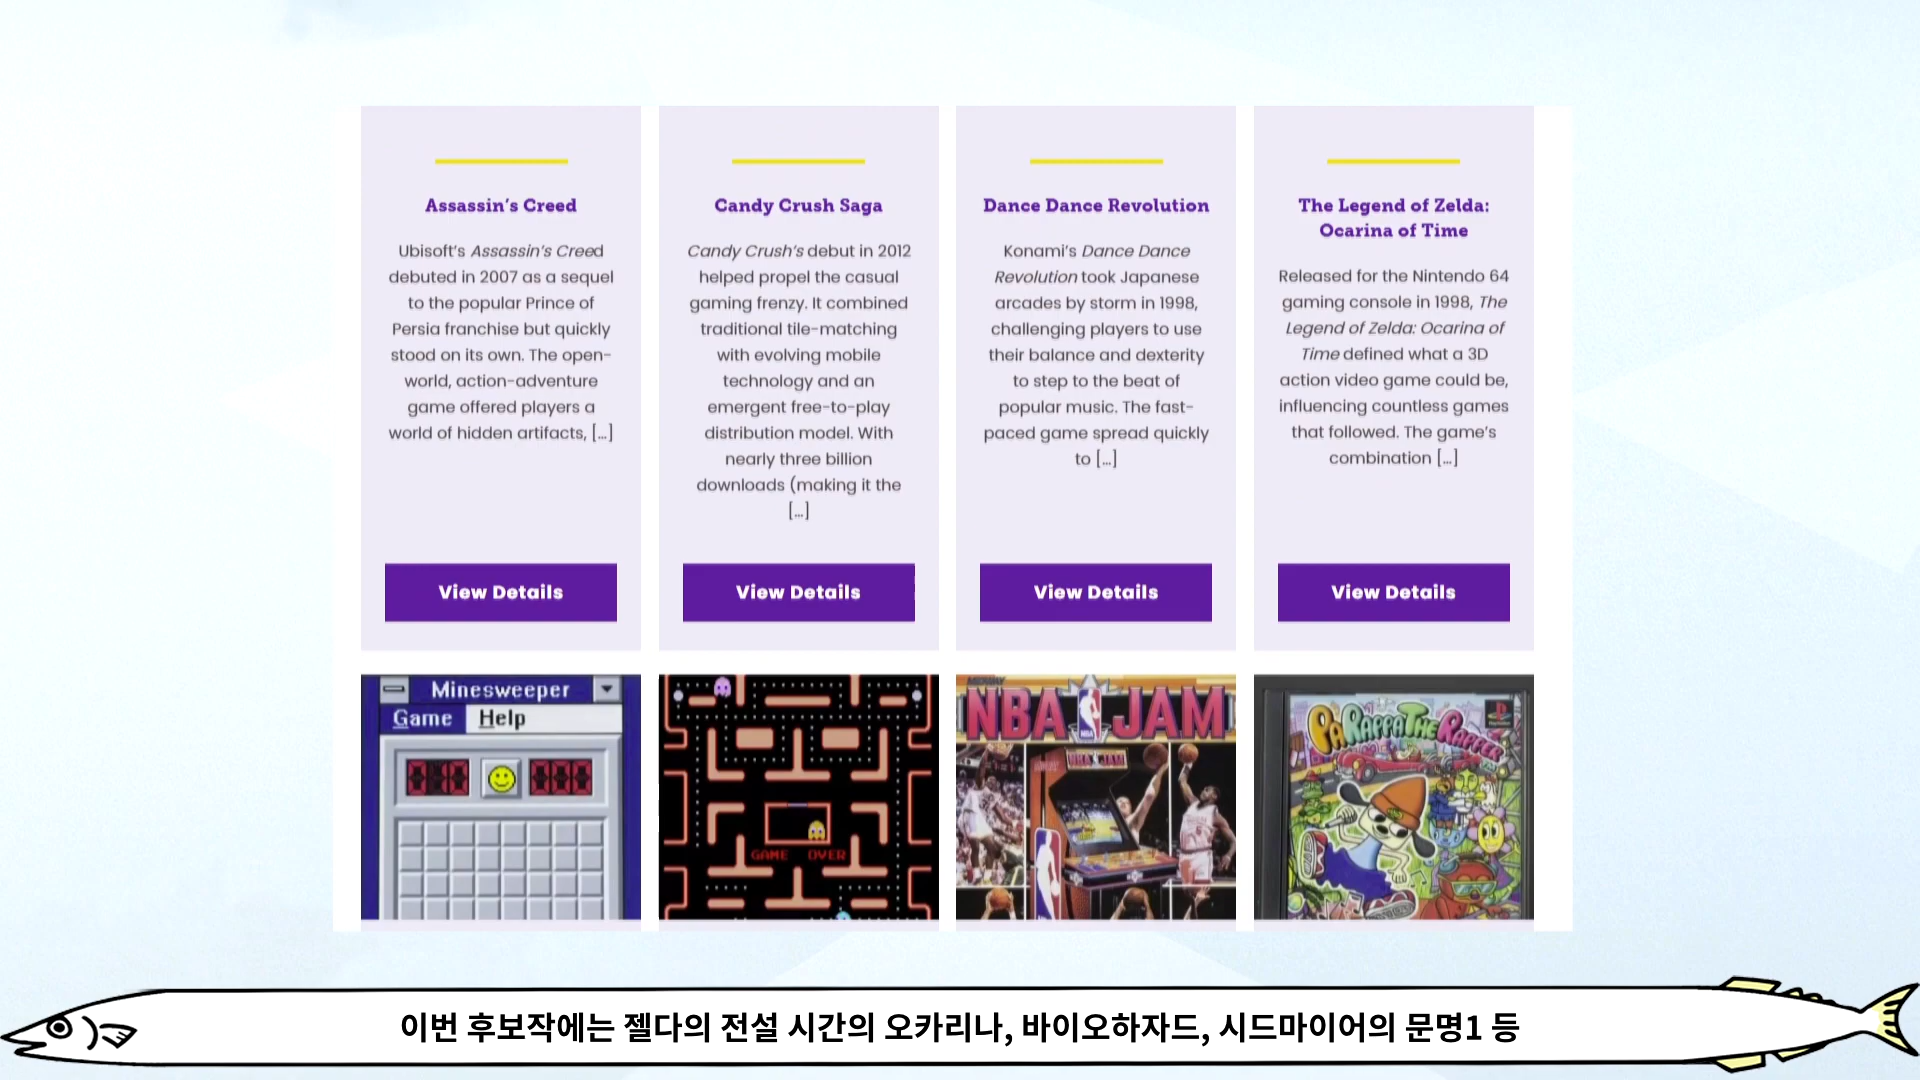 Assassin's Creed
Ubisoft's Assassin's Creed
debuted in 2007 as a sequel
to the popular Prince of
Persia franchise but quickly
stood on its own. The open-
world, action-adventure
game offered players a
world of hidden artifacts, [...]
View Details
Candy Crush Saga
Candy Crush's debut in 2012
helped propel the casual
gaming frenzy. It combined
traditional tile-matching
with evolving mobile
technology and an
emergent free-to-play
distribution model. With
nearly three billion
downloads (making it the
[...]
View Details
Dance Dance Revolution
Konami's Dance Dance
Revolution took Japanese
arcades by storm in 1998,
challenging players to use
their balance and dexterity
to step to the beat of
popular music. The fast-
paced game spread quickly
to [...]
View Details
The Legend of Zelda:
Ocarina of Time
Released for the Nintendo 64
gaming console in 1998, The
Legend of Zelda: Ocarina of
Time defined what a 3D
action video game could be,
influencing countless games
that followed. The game's
combination [...]
View Details
Minesweeper
Game Help
GAME OVER
MIDWAY
NBA JAM
NBA JAM
PaRappa The Rapper
이번 후보작에는 젤다의 전설 시간의 오카리나, 바이오하자드, 시드마이어의 문명1 등